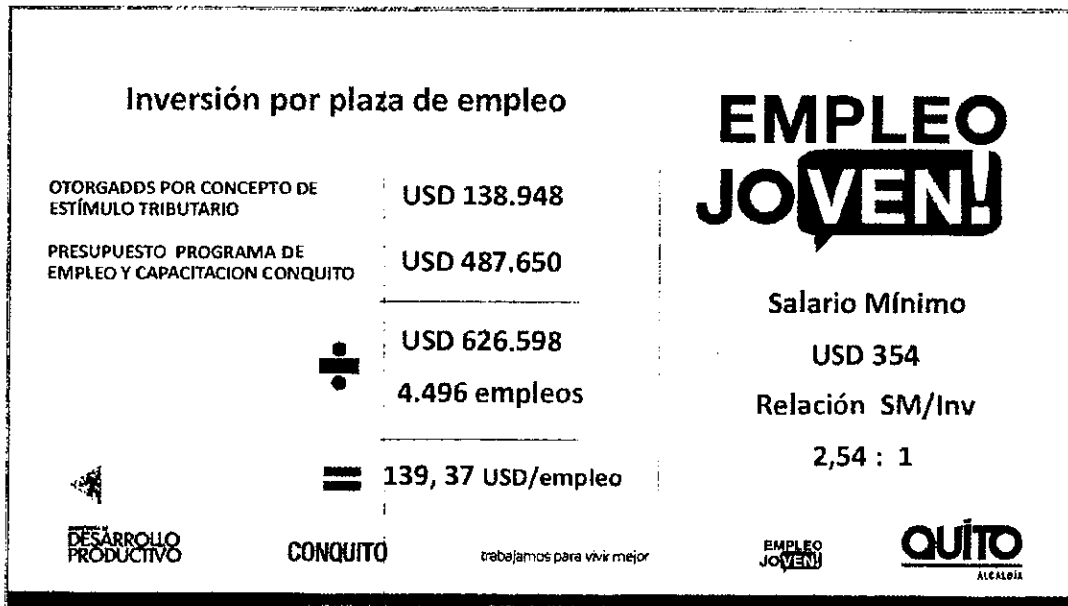 Inversión por plaza de empleo
OTORGADDS POR CONCEPTO DE
ESTÍMULO TRIBUTARIO
USD 138.948
PRESUPUESTO PROGRAMA DE
EMPLEO Y CAPACITACION CONQUITO
USD 487.650
÷
USD 626.598
4.496 empleos
=
139, 37 USD/empleo
EMPLEO
JOVEN!
Salario Mínimo
USD 354
Relación SM/Inv
2,54 : 1
DESARROLLO
PRODUCTIVO
CONQUITO
trabajamos para vivir mejor
EMPLEO
JOVEN!
QUITO
ALCALDÍA